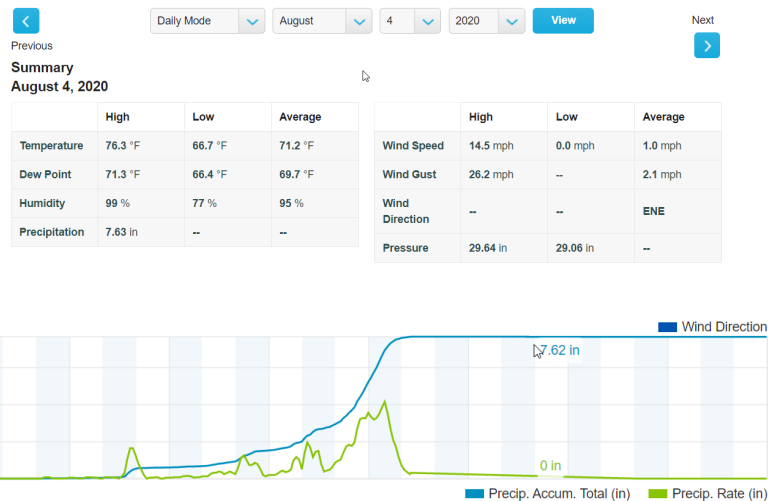 Daily Mode August 4 2020 View Next
Previous
Summary
August 4, 2020
High Low Average
Temperature 76.3 °F 66.7 °F 71.2 °F
Dew Point 71.3 °F 66.4 °F 69.7 °F
Humidity 99 % 77 % 95 %
Precipitation 7.63 in -- --
High Low Average
Wind Speed 14.5 mph 0.0 mph 1.0 mph
Wind Gust 26.2 mph -- 2.1 mph
Wind
Direction -- -- ENE
Pressure 29.64 in 29.06 in --
Wind Direction
7.62 in
0 in
Precip. Accum. Total (in) Precip. Rate (in)